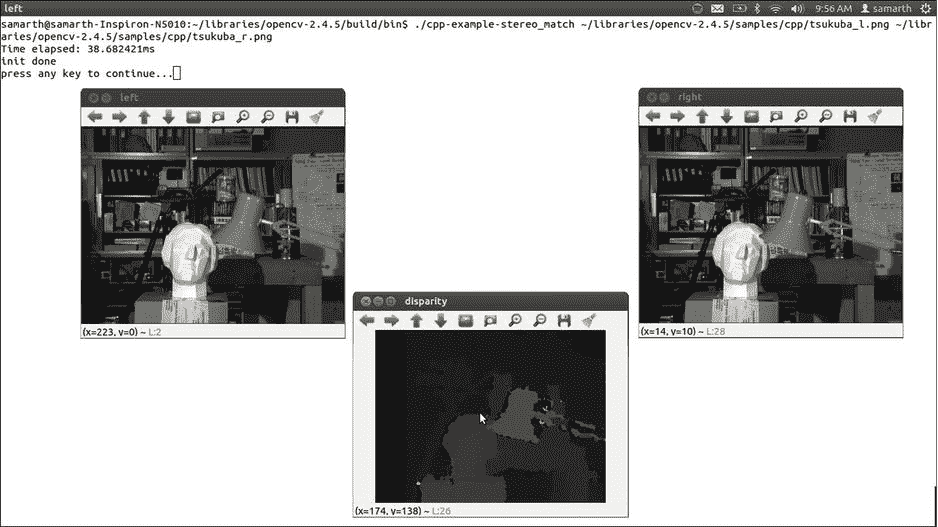 left
9:56 AM samarth
samarth@samarth-Inspiron-N5010:~/libraries/opencv-2.4.5/build/bin$ ./cpp-example-stereo_match ~/libraries/opencv-2.4.5/samples/cpp/tsukuba_l.png ~/libr
aries/opencv-2.4.5/samples/cpp/tsukuba_r.png
Time elapsed: 38.682421ms
init done
press any key to continue...
left
right
(x=223, y=0) ~ L:2
(x=14, y=10) ~ L:28
disparity
(x=174, y=138) ~ L:26